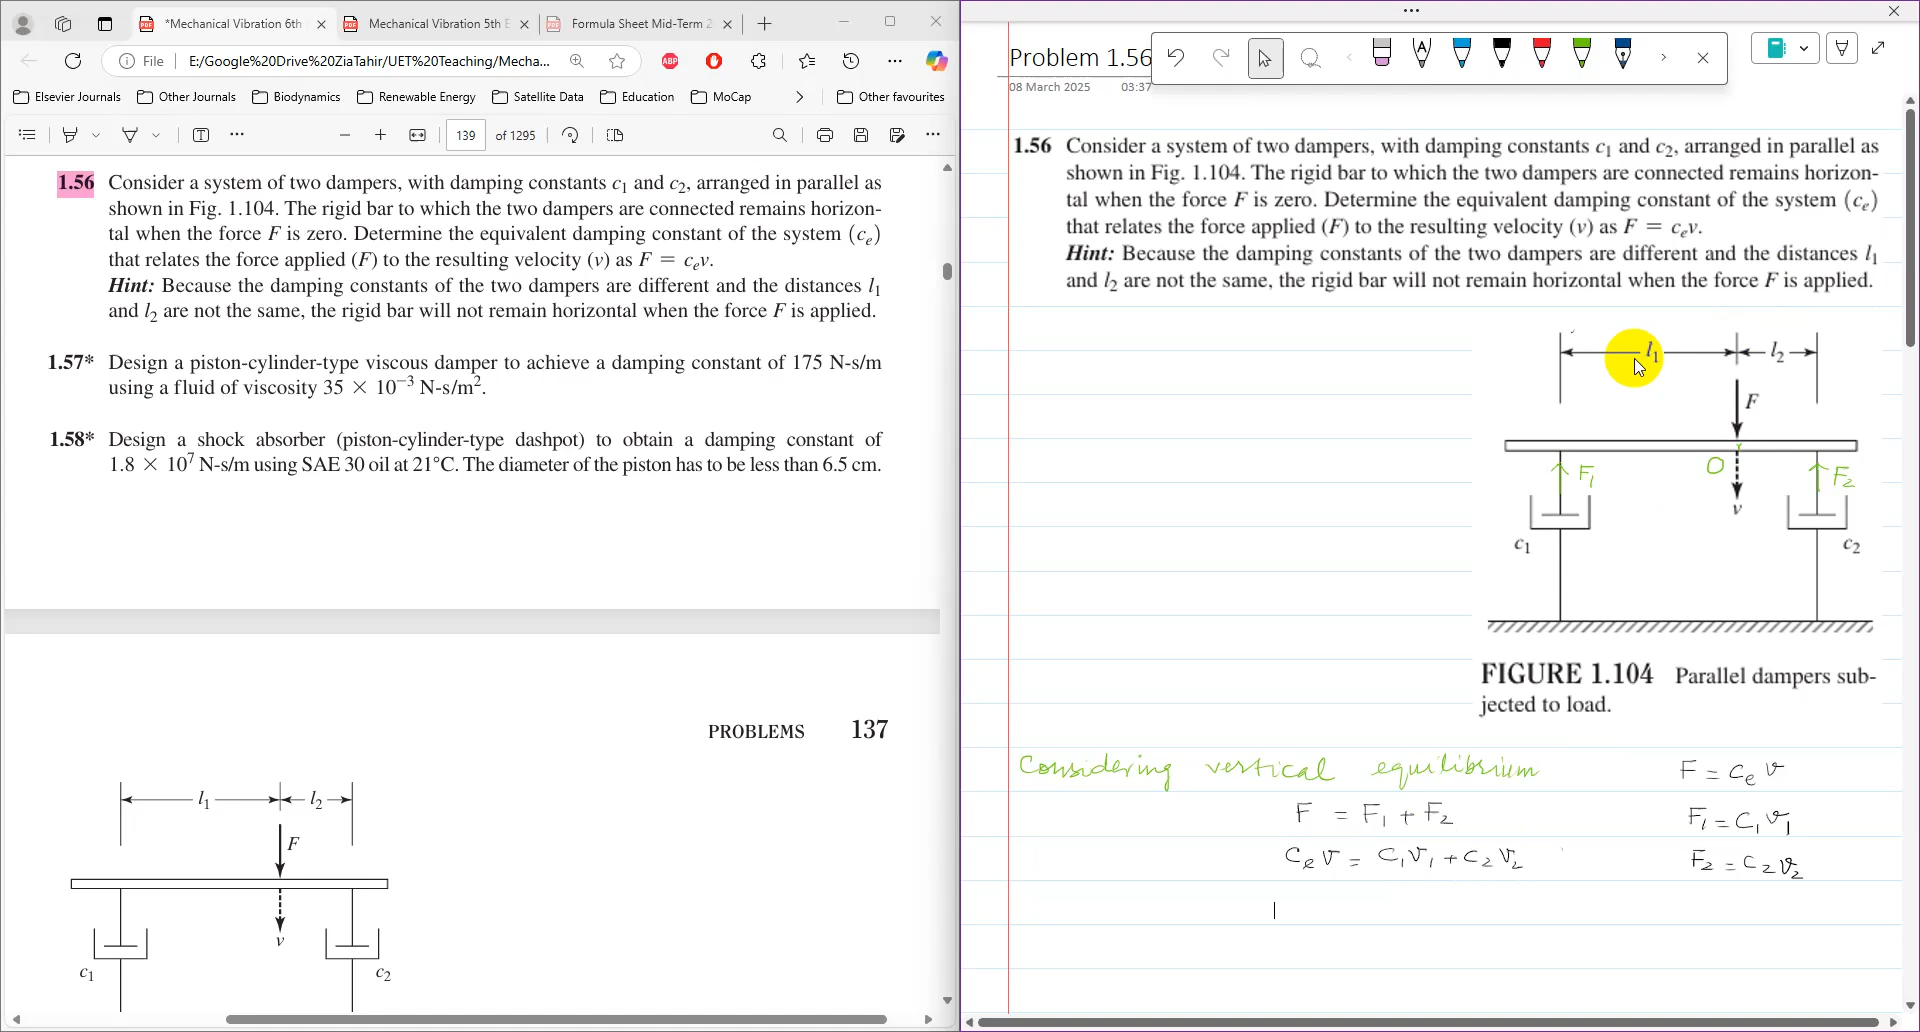 *Mechanical Vibration 6th
Mechanical Vibration 5th E
Formula Sheet Mid-Term 2
File
E:/Google%20Drive%20ZiaTahir/UET%20Teaching/Mecha...
ABP
Elsevier Journals
Other Journals
Biodynamics
Renewable Energy
Satellite Data
Education
MoCap
Other favourites
139 of 1295
1.56 Consider a system of two dampers, with damping constants c1 and c2, arranged in parallel as
shown in Fig. 1.104. The rigid bar to which the two dampers are connected remains horizon-
tal when the force F is zero. Determine the equivalent damping constant of the system (ce)
that relates the force applied (F) to the resulting velocity (v) as F = cev.
Hint: Because the damping constants of the two dampers are different and the distances l1
and l2 are not the same, the rigid bar will not remain horizontal when the force F is applied.
1.57* Design a piston-cylinder-type viscous damper to achieve a damping constant of 175 N-s/m
using a fluid of viscosity 35 × 10−3 N-s/m2.
1.58* Design a shock absorber (piston-cylinder-type dashpot) to obtain a damping constant of
1.8 × 107 N-s/m using SAE 30 oil at 21°C. The diameter of the piston has to be less than 6.5 cm.
PROBLEMS 137
l1
l2
F
v
c1
c2
Problem 1.56
08 March 2025 03:37
1.56 Consider a system of two dampers, with damping constants c1 and c2, arranged in parallel as
shown in Fig. 1.104. The rigid bar to which the two dampers are connected remains horizon-
tal when the force F is zero. Determine the equivalent damping constant of the system (ce)
that relates the force applied (F) to the resulting velocity (v) as F = cev.
Hint: Because the damping constants of the two dampers are different and the distances l1
and l2 are not the same, the rigid bar will not remain horizontal when the force F is applied.
l1
l2
F
F1
O
F2
v
c1
c2
FIGURE 1.104 Parallel dampers sub-
jected to load.
Considering vertical equilibrium
F = F1 + F2
Ce v = C1 v1 + C2 v2
F = Ce v
F1 = C1 v1
F2 = C2 v2